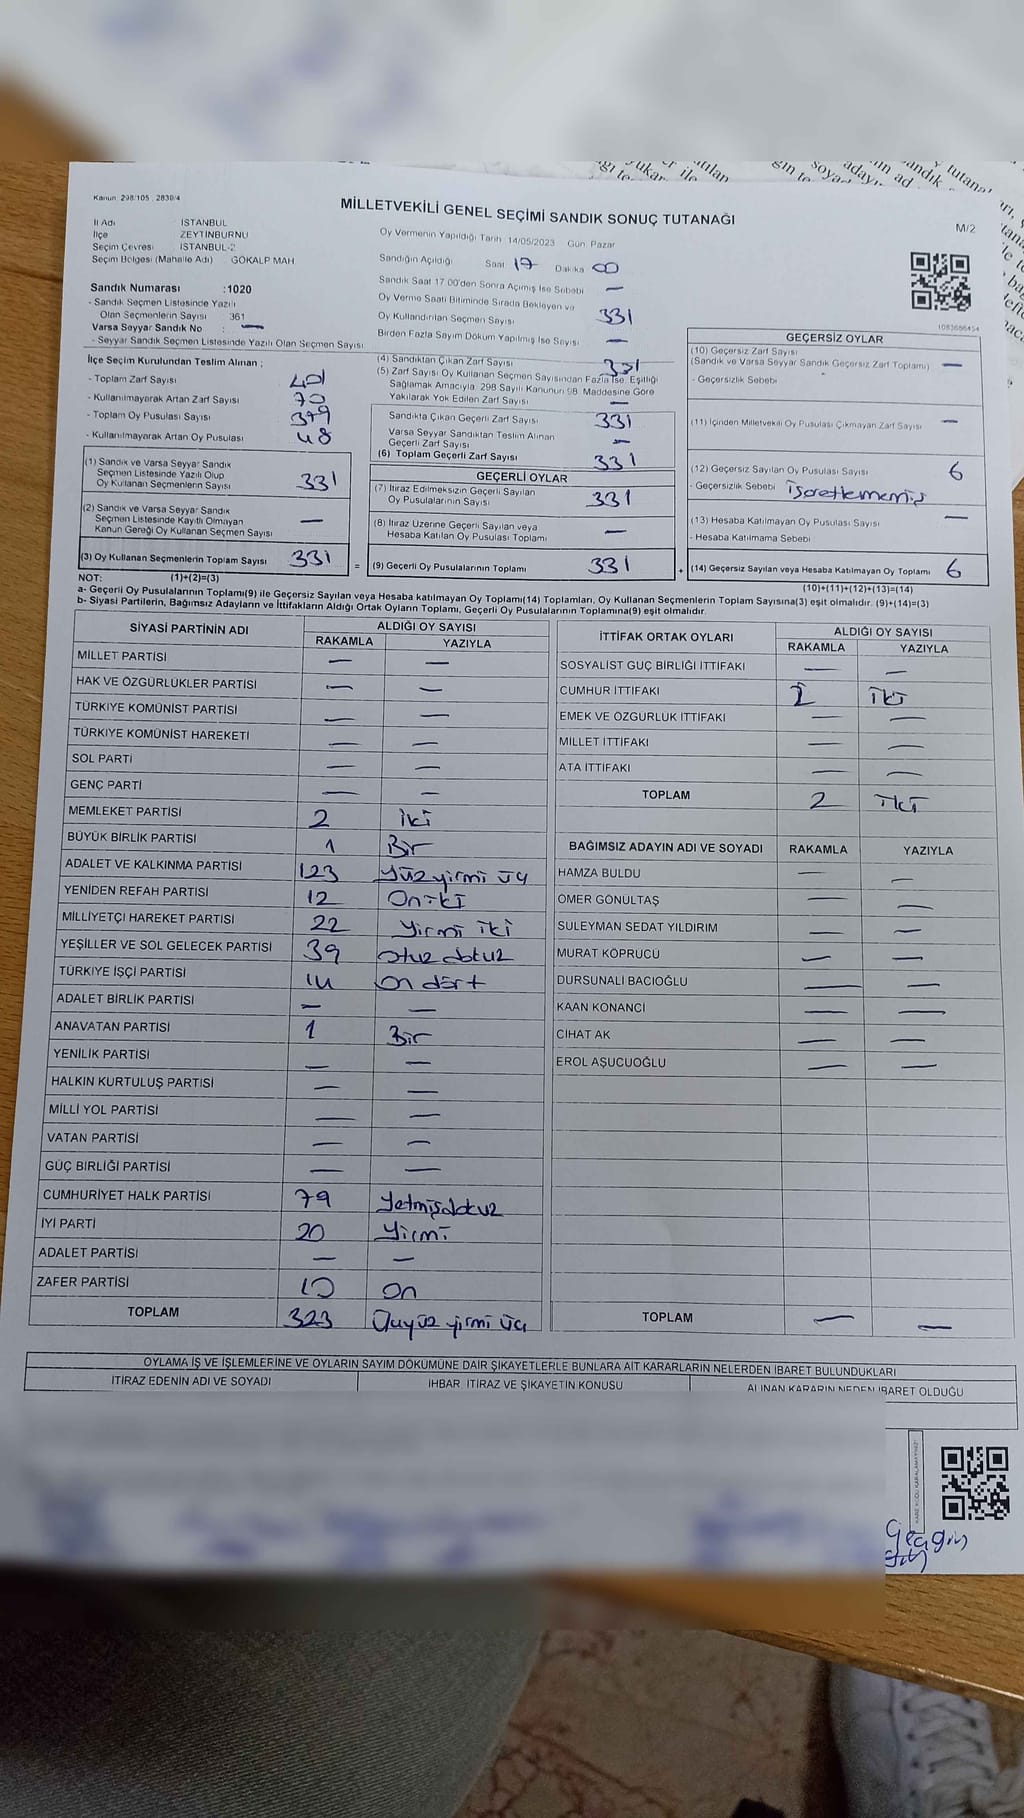 Kanun 298/105 , 2839/4
MİLLETVEKİLİ GENEL SEÇİMİ SANDIK SONUÇ TUTANAĞI
M/2
İl Adı : İSTANBUL
İlçe : ZEYTİNBURNU
Seçim Çevresi : İSTANBUL-2
Seçim Bölgesi (Mahalle Adı) : GÖKALP MAH
Oy Vermenin Yapıldığı Tarih 14/05/2023 Gün Pazar
Sandığın Açıldığı Saat 17 Dakika 00
Sandık Saat 17 00'den Sonra Açımış İse Sebebi —
Oy Verme Saati Bitiminde Sırada Bekleyen ve
Oy Kullandırılan Seçmen Sayısı 331
Birden Fazla Sayım Döküm Yapılmış İse Sayısı —
Sandık Numarası :1020
- Sandık Seçmen Listesinde Yazılı
Olan Seçmenlerin Sayısı 361
Varsa Seyyar Sandık No : —
- Seyyar Sandık Seçmen Listesinde Yazılı Olan Seçmen Sayısı
1083686454
İlçe Seçim Kurulundan Teslim Alınan ;
- Toplam Zarf Sayısı 401
- Kullanılmayarak Artan Zarf Sayısı 70
- Toplam Oy Pusulası Sayısı 379
- Kullanılmayarak Artan Oy Pusulası 48
(1) Sandık ve Varsa Seyyar Sandık
Seçmen Listesinde Yazılı Olup
Oy Kullanan Seçmenlerin Sayısı 331
(2) Sandık ve Varsa Seyyar Sandık
Seçmen Listesinde Kayıtlı Olmayan
Kanun Gereği Oy Kullanan Seçmen Sayısı —
(3) Oy Kullanan Seçmenlerin Toplam Sayısı 331 =
(4) Sandıktan Çıkan Zarf Sayısı 331
(5) Zarf Sayısı Oy Kullanan Seçmen Sayısından Fazla İse, Eşitliği
Sağlamak Amacıyla, 298 Sayılı Kanunun 98. Maddesine Göre
Yakılarak Yok Edilen Zarf Sayısı —
Sandıkta Çıkan Geçerli Zarf Sayısı 331
Varsa Seyyar Sandıktan Teslim Alınan
Geçerli Zarf Sayısı —
(6) Toplam Geçerli Zarf Sayısı 331
GEÇERLİ OYLAR
(7) İtiraz Edilmeksizin Geçerli Sayılan
Oy Pusulalarının Sayısı 331
(8) İtiraz Üzerine Geçerli Sayılan veya
Hesaba Katılan Oy Pusulası Toplamı —
(9) Geçerli Oy Pusulalarının Toplamı 331 +
GEÇERSİZ OYLAR
(10) Geçersiz Zarf Sayısı
(Sandık ve Varsa Seyyar Sandık Geçersiz Zarf Toplamı) —
- Geçersizlik Sebebi
(11) İçinden Milletvekili Oy Pusulası Çıkmayan Zarf Sayısı —
(12) Geçersiz Sayılan Oy Pusulası Sayısı 6
- Geçersizlik Sebebi işaretlememiş
(13) Hesaba Katılmayan Oy Pusulası Sayısı —
- Hesaba Katılmama Sebebi
(14) Geçersiz Sayılan veya Hesaba Katılmayan Oy Toplamı 6
NOT: (1)+(2)=(3) (10)+(11)+(12)+(13)=(14)
a- Geçerli Oy Pusulalarının Toplamı(9) ile Geçersiz Sayılan veya Hesaba katılmayan Oy Toplamı(14) Toplamları, Oy Kullanan Seçmenlerin Toplam Sayısına(3) eşit olmalıdır. (9)+(14)=(3)
b- Siyasi Partilerin, Bağımsız Adayların ve İttifakların Aldığı Ortak Oyların Toplamı, Geçerli Oy Pusulalarının Toplamına(9) eşit olmalıdır.
SİYASİ PARTİNİN ADI ALDIĞI OY SAYISI
RAKAMLA YAZIYLA
MİLLET PARTİSİ — —
HAK VE ÖZGÜRLÜKLER PARTİSİ — —
TÜRKİYE KOMÜNİST PARTİSİ — —
TÜRKİYE KOMÜNİST HAREKETİ — —
SOL PARTİ — —
GENÇ PARTİ — —
MEMLEKET PARTİSİ 2 iki
BÜYÜK BİRLİK PARTİSİ 1 Bir
ADALET VE KALKINMA PARTİSİ 123 Yüz yirmi üç
YENİDEN REFAH PARTİSİ 12 On iki
MİLLİYETÇİ HAREKET PARTİSİ 22 yirmi iki
YEŞİLLER VE SOL GELECEK PARTİSİ 39 otuz dokuz
TÜRKİYE İŞÇİ PARTİSİ 14 on dört
ADALET BİRLİK PARTİSİ — —
ANAVATAN PARTİSİ 1 Bir
YENİLİK PARTİSİ — —
HALKIN KURTULUŞ PARTİSİ — —
MİLLİ YOL PARTİSİ — —
VATAN PARTİSİ — —
GÜÇ BİRLİĞİ PARTİSİ — —
CUMHURİYET HALK PARTİSİ 79 yetmişdokuz
İYİ PARTİ 20 yirmi
ADALET PARTİSİ — —
ZAFER PARTİSİ 10 on
TOPLAM 323 Üçyüz yirmi üç
İTTİFAK ORTAK OYLARI ALDIĞI OY SAYISI
RAKAMLA YAZIYLA
SOSYALİST GÜÇ BİRLİĞİ İTTİFAKI — —
CUMHUR İTTİFAKI 2 iki
EMEK VE ÖZGÜRLÜK İTTİFAKI — —
MİLLET İTTİFAKI — —
ATA İTTİFAKI — —
TOPLAM 2 iki
BAĞIMSIZ ADAYIN ADI VE SOYADI RAKAMLA YAZIYLA
HAMZA BULDU — —
ÖMER GÖNÜLTAŞ — —
SÜLEYMAN SEDAT YILDIRIM — —
MURAT KÖPRÜCÜ — —
DURSUNALİ BACIOĞLU — —
KAAN KONANCİ — —
CİHAT AK — —
EROL AŞUCUOĞLU — —
TOPLAM — —
OYLAMA İŞ VE İŞLEMLERİNE VE OYLARIN SAYIM DÖKÜMÜNE DAİR ŞİKAYETLERLE BUNLARA AİT KARARLARIN NELERDEN İBARET BULUNDUKLARI
İTİRAZ EDENİN ADI VE SOYADI İHBAR İTİRAZ VE ŞİKAYETİN KONUSU ALINAN KARARIN NEDEN İBARET OLDUĞU